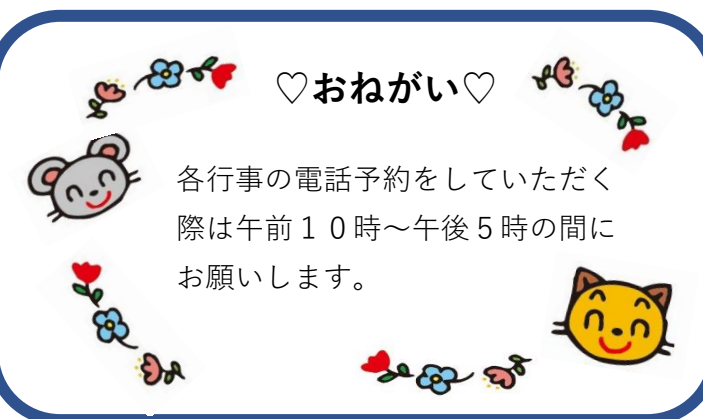 ♡おねがい♡
各行事の電話予約をしていただく
際は午前１０時～午後５時の間に
お願いします。